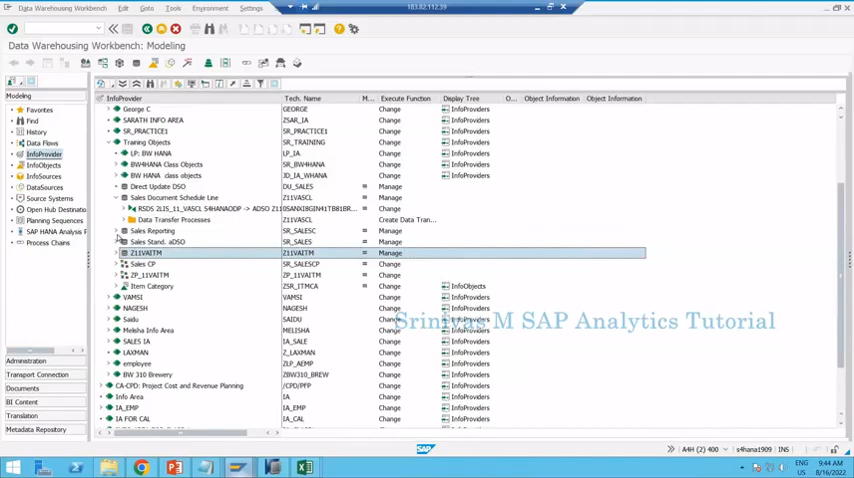 183.82.112.39
Data Warehousing Workbench Edit Goto Tools Environment Settings
Data Warehousing Workbench: Modeling
Modeling
Favorites
Find
History
Data Flows
InfoProvider
InfoObjects
InfoSources
DataSources
Source Systems
Open Hub Destinatio
Planning Sequences
SAP HANA Analysis P
Process Chains
Administration
Transport Connection
Documents
BI Content
Translation
Metadata Repository
InfoProvider Tech. Name M... Execute Function Display Tree O... Object Information Object Information
George C GEORGE Change InfoProviders
SARATH INFO AREA ZSAR_IA Change InfoProviders
SR_PRACTICE1 SR_PRACTICE1 Change InfoProviders
Training Objects SR_IA Change InfoProviders
LP: BW HANA LP_IA Change InfoProviders
BW4HANA Class Objects SR_BW4HANA Change InfoProviders
BW HANA class objects JD_IA_WHANA Change InfoProviders
Direct Update DSO DU_SALES = Manage
Sales Document Schedule Line Z11VASCL = Manage
Data Transfer Processes Z11VASCL Create Data Tran...
Sales Reporting SR_SALESC = Manage
Sales Stand. aDSO SR_SALES = Manage
Z11VAITM Z11VAITM = Manage
Sales CP SR_SALESCP = Change
ZP_11VAITM ZP_11VAITM = Change
Item Category ZSR_ITMCA = Change InfoObjects
VAMSI VAMSI Change InfoProviders
NAGESH NAGESH Change InfoProviders
Saidu SAIDU Change InfoProviders
Melisha Info Area MELISHA Change InfoProviders
SALES IA IA_SALE Change InfoProviders
LAXMAN Z_LAXMAN Change InfoProviders
employee ZLP_AEMP Change InfoProviders
BW 310 Brewery ZBW310_BREW Change InfoProviders
CA-CPD: Project Cost and Revenue Planning /CPD/PFP Change InfoProviders
Info Area IA Change InfoProviders
IA_EMP IA_EMP Change InfoProviders
IA FOR CAL IA_CAL Change InfoProviders
Srinivas M SAP Analytics Tutorial
SAP
A4H (2) 400 s4hana1909 INS
ENG 9:44 AM
US 8/16/2022